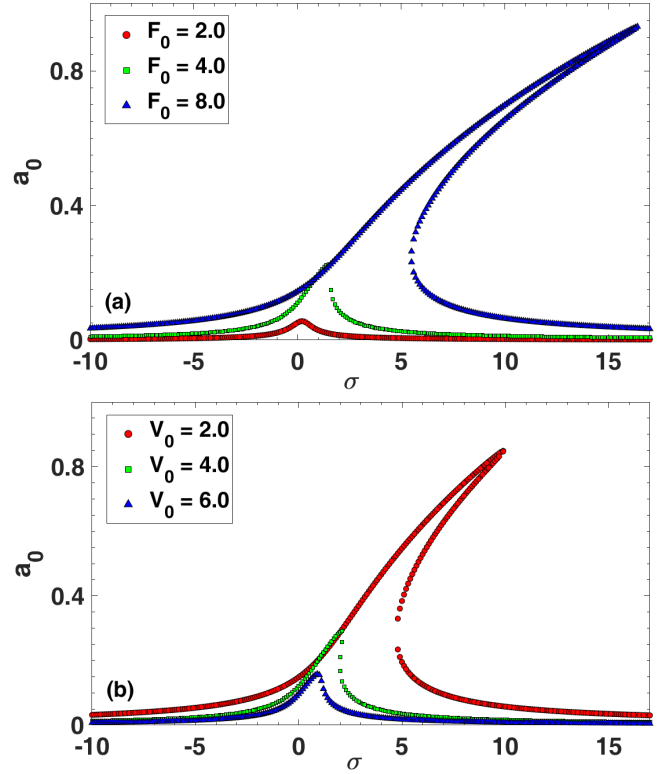 F₀ = 2.0
F₀ = 4.0
F₀ = 8.0
0.8
0.4
0
a₀
(a)
-10 -5 0 5 10 15
σ
V₀ = 2.0
V₀ = 4.0
V₀ = 6.0
0.8
0.4
0
a₀
(b)
-10 -5 0 5 10 15
σ